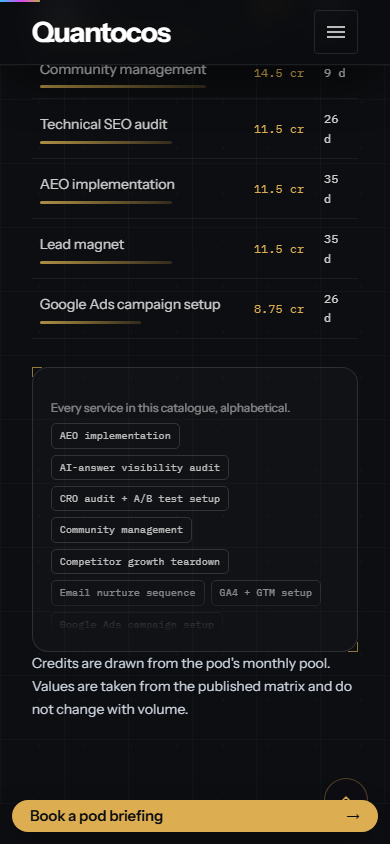 Quantocos
Community management 14.5 cr 9 d
Technical SEO audit 11.5 cr 26 d
AEO implementation 11.5 cr 35 d
Lead magnet 11.5 cr 35 d
Google Ads campaign setup 8.75 cr 26 d
Every service in this catalogue, alphabetical.
AEO implementation
AI-answer visibility audit
CRO audit + A/B test setup
Community management
Competitor growth teardown
Email nurture sequence GA4 + GTM setup
Google Ads campaign setup
Credits are drawn from the pod's monthly pool.
Values are taken from the published matrix and do
not change with volume.
Book a pod briefing →